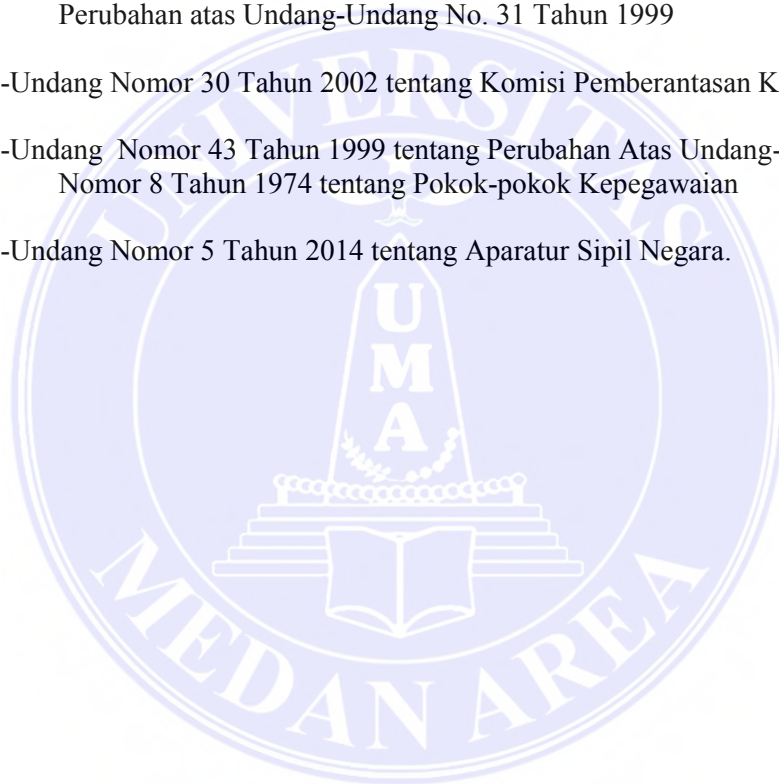 Perubahan atas Undang-Undang No. 31 Tahun 1999
-Undang Nomor 30 Tahun 2002 tentang Komisi Pemberantasan K
-Undang Nomor 43 Tahun 1999 tentang Perubahan Atas Undang-
Nomor 8 Tahun 1974 tentang Pokok-pokok Kepegawaian
-Undang Nomor 5 Tahun 2014 tentang Aparatur Sipil Negara.
UNIVERSITAS
U
M
A
MEDAN AREA